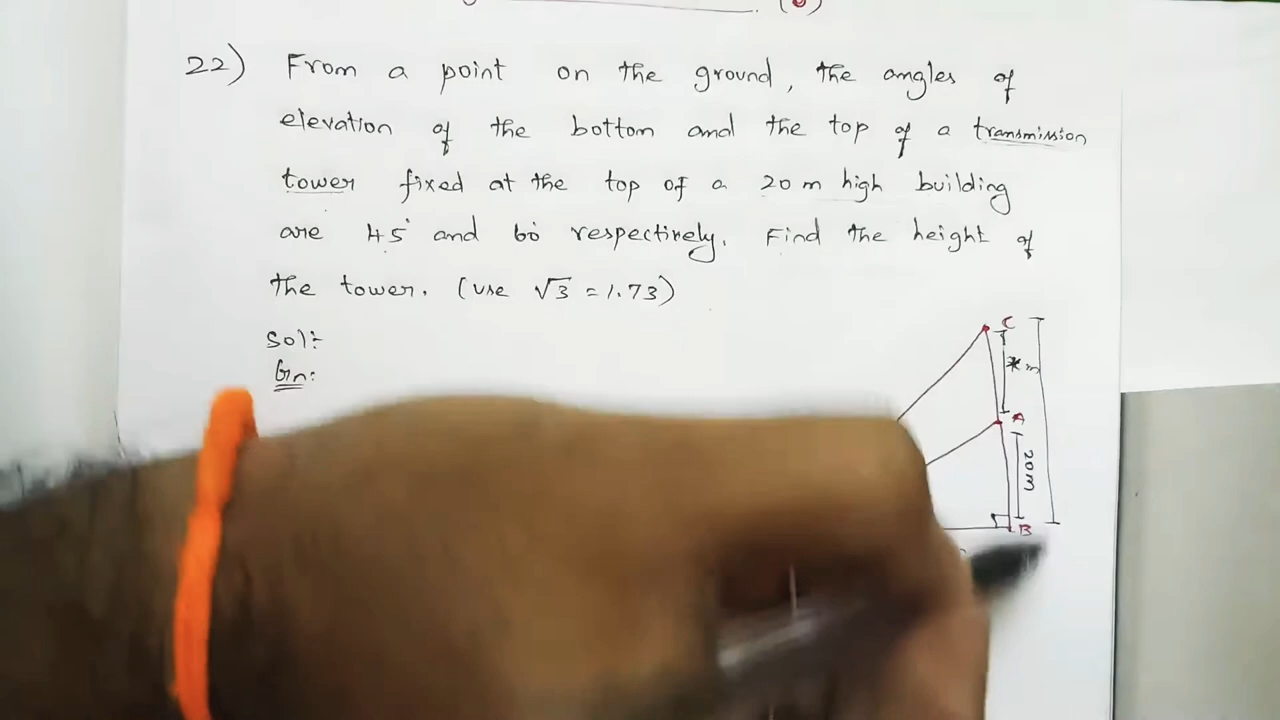 22) From a point on the ground, the angles of
elevation of the bottom and the top of a transmission
tower fixed at the top of a 20 m high building
are 45° and 60° respectively. Find the height of
the tower. (use √3 = 1.73)
Sol:
Gn:
C
m
A
20m
B